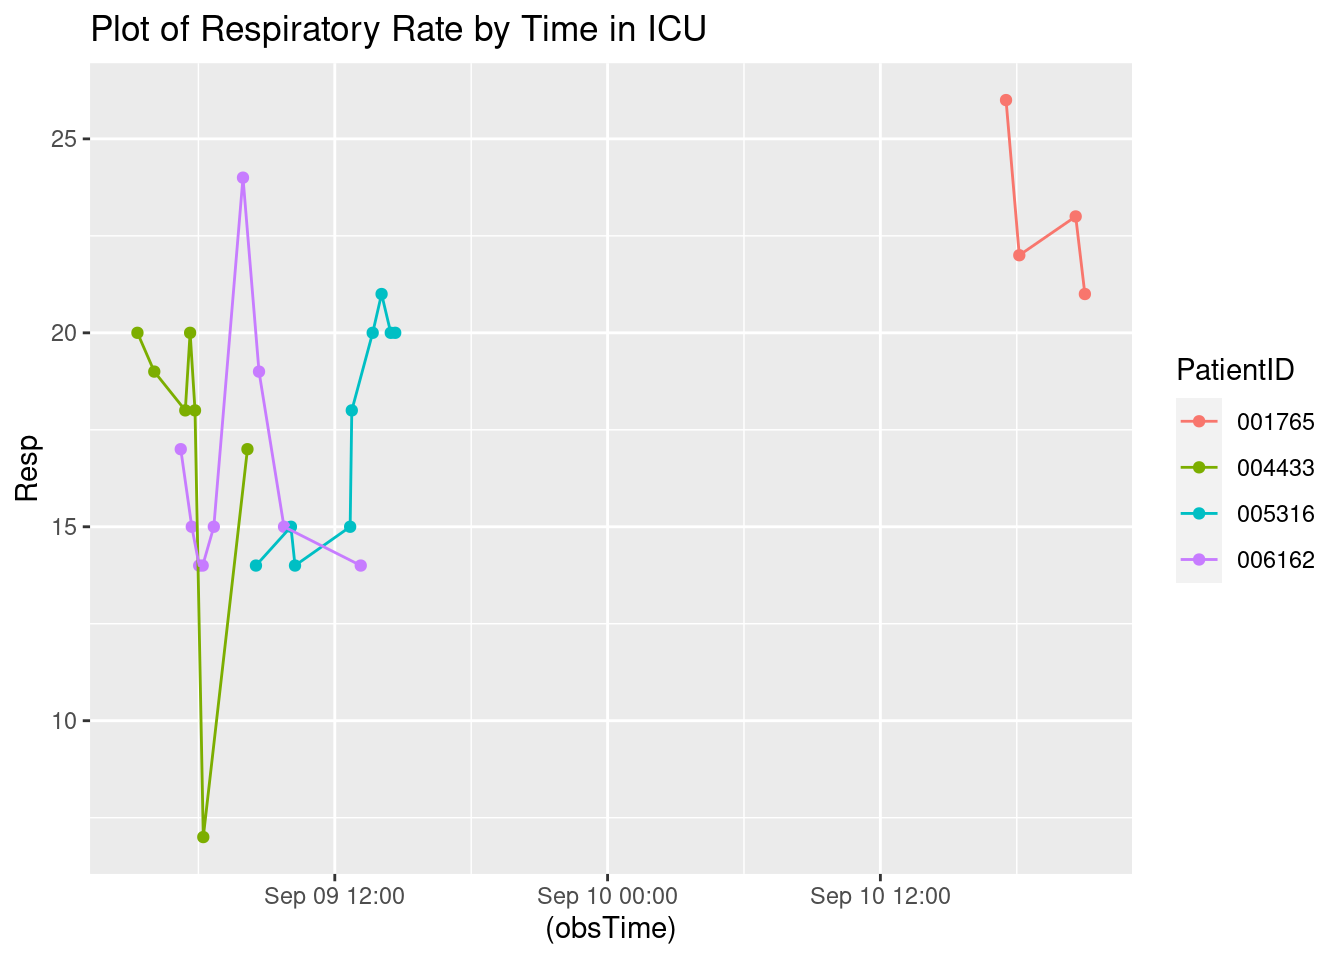 Plot of Respiratory Rate by Time in ICU
Resp
25
20
15
10
Sep 09 12:00
Sep 10 00:00
Sep 10 12:00
(obsTime)
PatientID
001765
004433
005316
006162